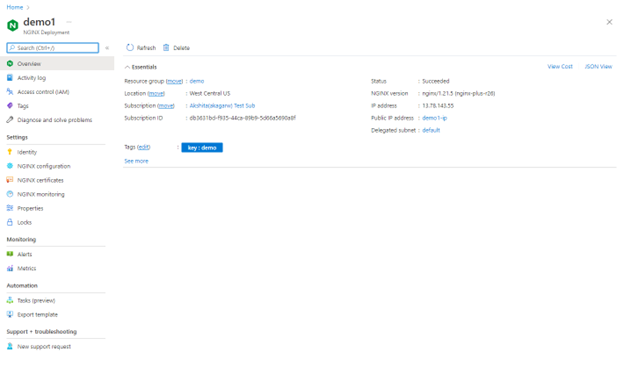 Home >
demo1 ...
NGINX Deployment
Search (Ctrl+/)
«
Overview
Activity log
Access control (IAM)
Tags
Diagnose and solve problems
Settings
Identity
NGINX configuration
NGINX certificates
NGINX monitoring
Properties
Locks
Monitoring
Alerts
Metrics
Automation
Tasks (preview)
Export template
Support + troubleshooting
New support request
Refresh Delete
Essentials
View Cost JSON View
Resource group (move) : demo
Location (move) : West Central US
Subscription (move) : Akshita(akagarw) Test Sub
Subscription ID :
Tags (edit) : key : demo
See more
Status : Succeeded
NGINX version : nginx/1.21.5 (nginx-plus-r26)
IP address : 13.78.143.55
Public IP address : demo1-ip
Delegated subnet : default